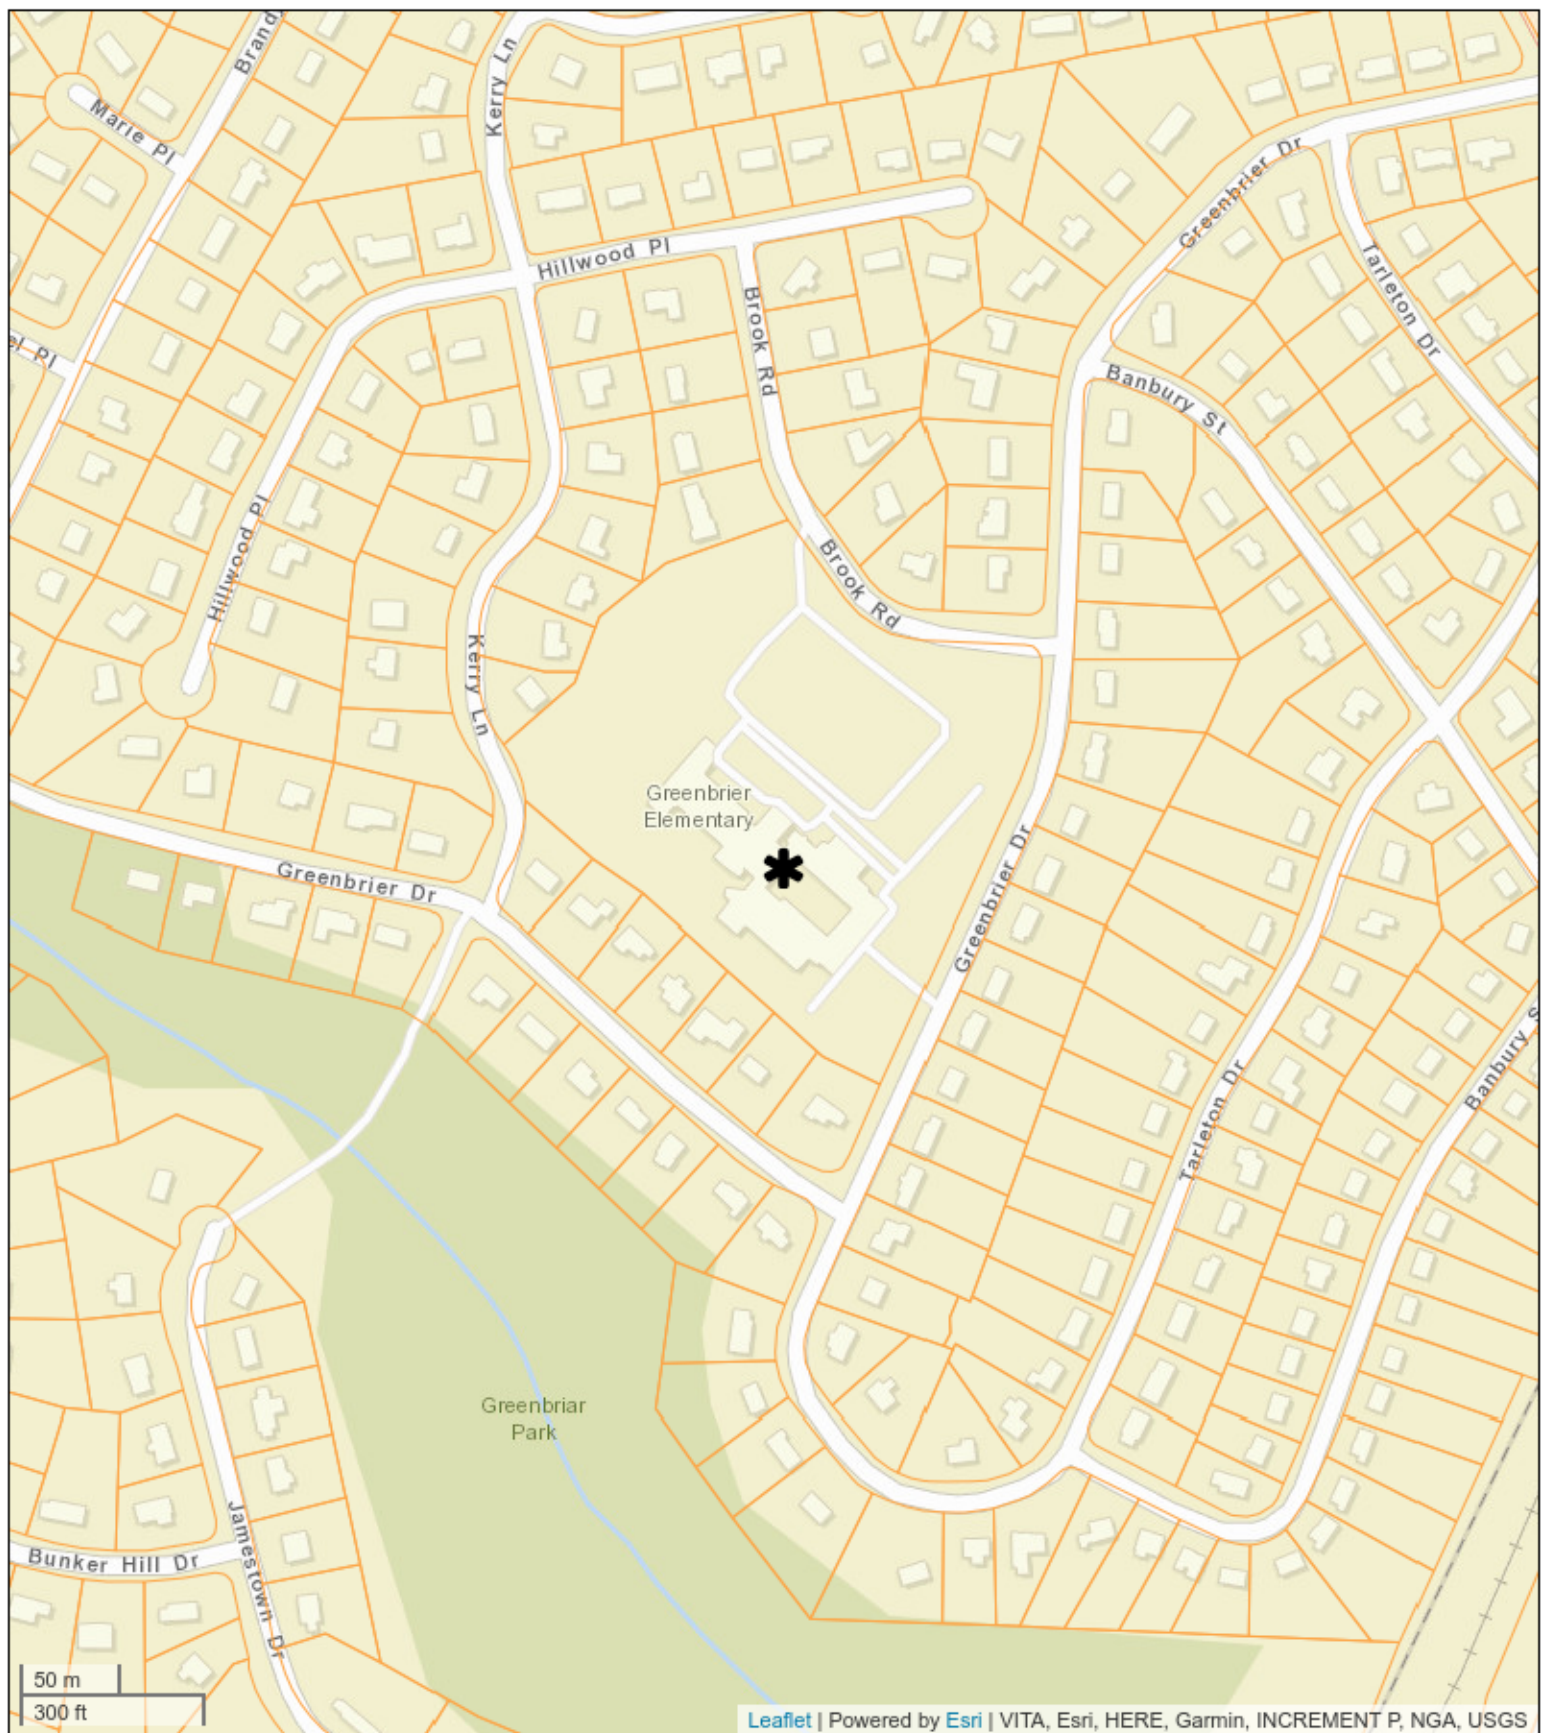 Brand
Kerry Ln
Marie Pl
Greenbrier Dr
Hillwood Pl
Tarleton Dr
Brook Rd
el Pl
Banbury St
Hillwood Pl
Brook Rd
Kerry Ln
Greenbrier
Elementary
Greenbrier Dr
Greenbrier Dr
Banbury S
Tarleton Dr
Greenbriar
Park
Jamestown Dr
Bunker Hill Dr
50 m
300 ft
Leaflet | Powered by Esri | VITA, Esri, HERE, Garmin, INCREMENT P, NGA, USGS